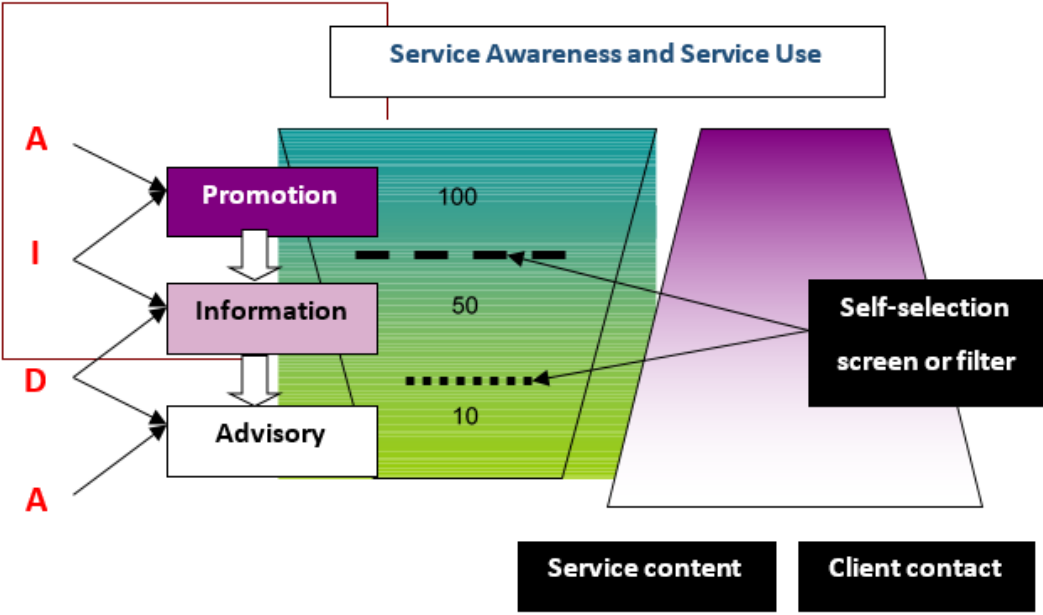 Service Awareness and Service Use
A
Promotion
100
I
Information
50
Self-selection
screen or filter
D
Advisory
10
A
Service content
Client contact